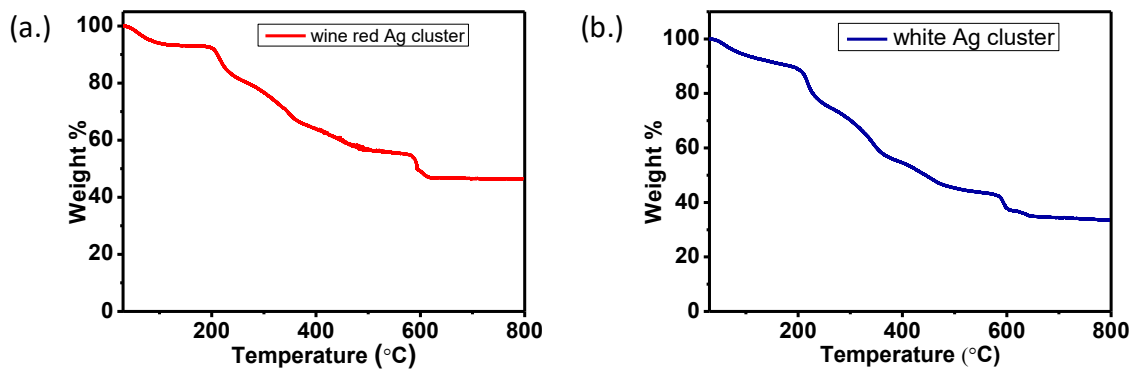 (a.)
wine red Ag cluster
100
80
60
40
20
0
Weight %
200 400 600 800
Temperature (°C)
(b.)
white Ag cluster
100
80
60
40
20
0
Weight %
200 400 600 800
Temperature (°C)